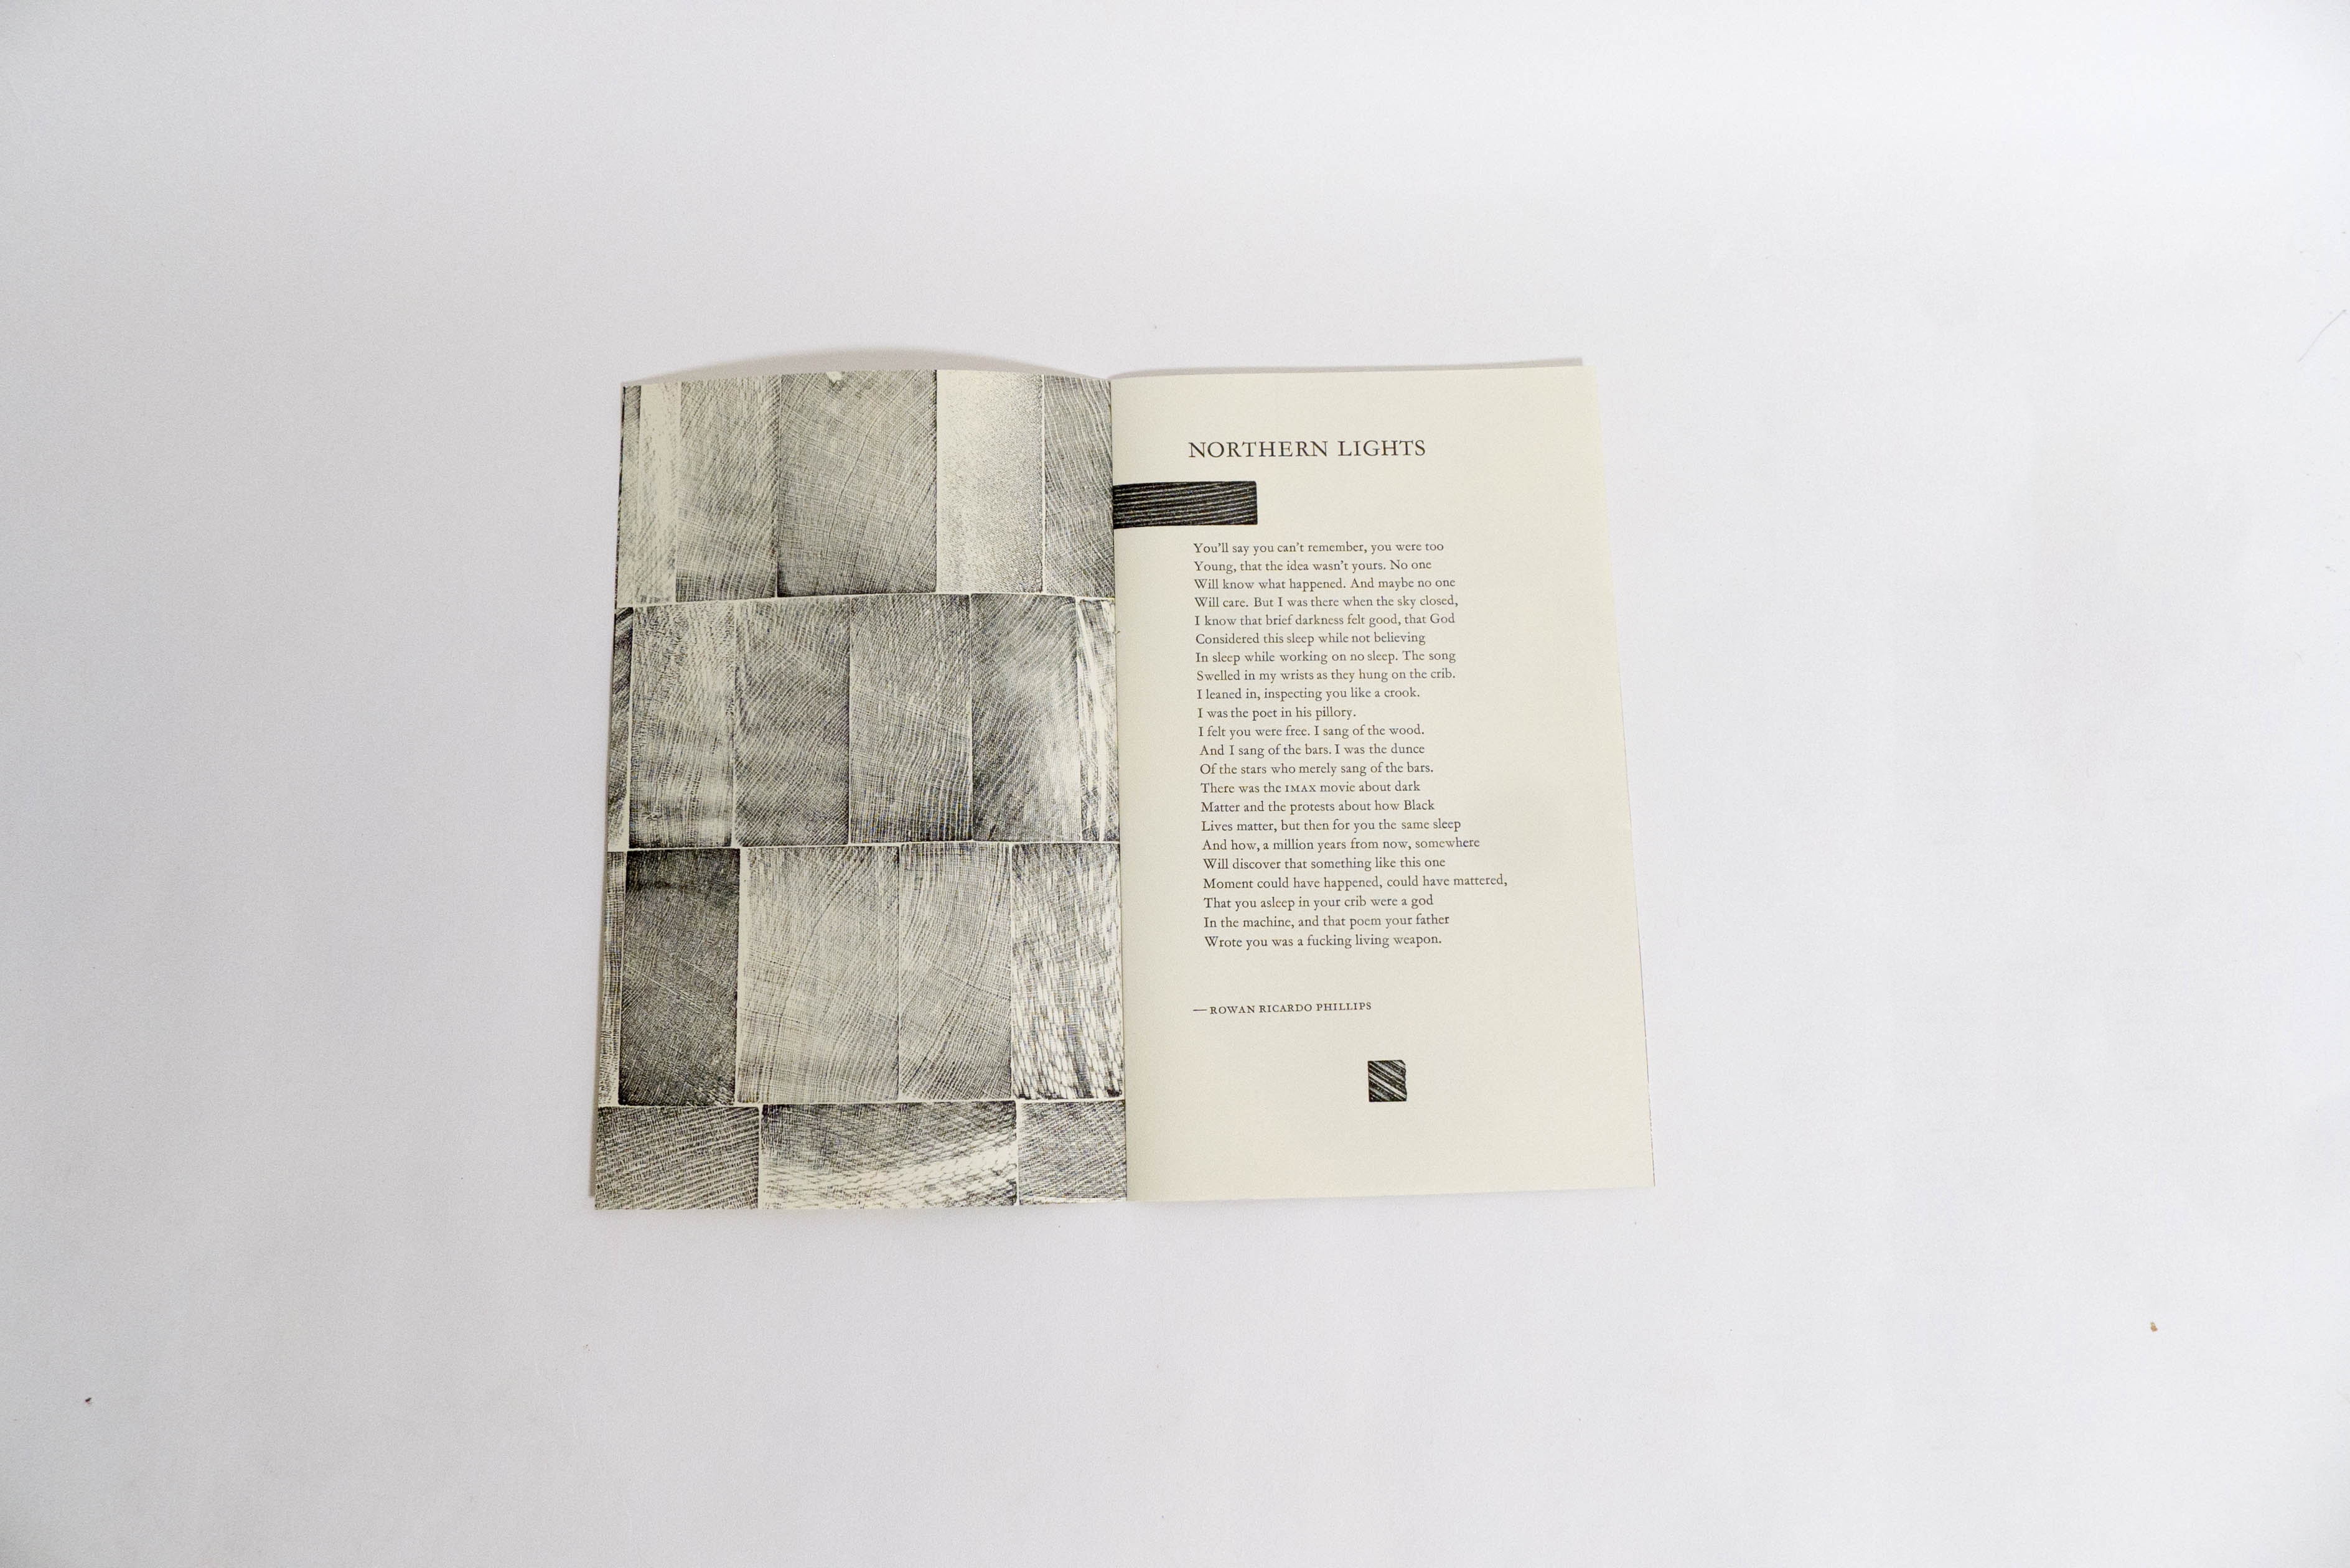 NORTHERN LIGHTS
You'll say you can't remember, you were too
Young, that the idea wasn't yours. No one
Will know what happened. And maybe no one
Will care. But I was there when the sky closed,
I know that brief darkness felt good, that God
Considered this sleep while not believing
In sleep while working on no sleep. The song
Swelled in my wrists as they hung on the crib.
I leaned in, inspecting you like a crook.
I was the poet in his pillory.
I felt you were free. I sang of the wood.
And I sang of the bars. I was the dunce
Of the stars who merely sang of the bars.
There was the IMAX movie about dark
Matter and the protests about how Black
Lives matter, but then for you the same sleep
And how, a million years from now, somewhere
Will discover that something like this one
Moment could have happened, could have mattered,
That you asleep in your crib were a god
In the machine, and that poem your father
Wrote you was a fucking living weapon.
— ROWAN RICARDO PHILLIPS